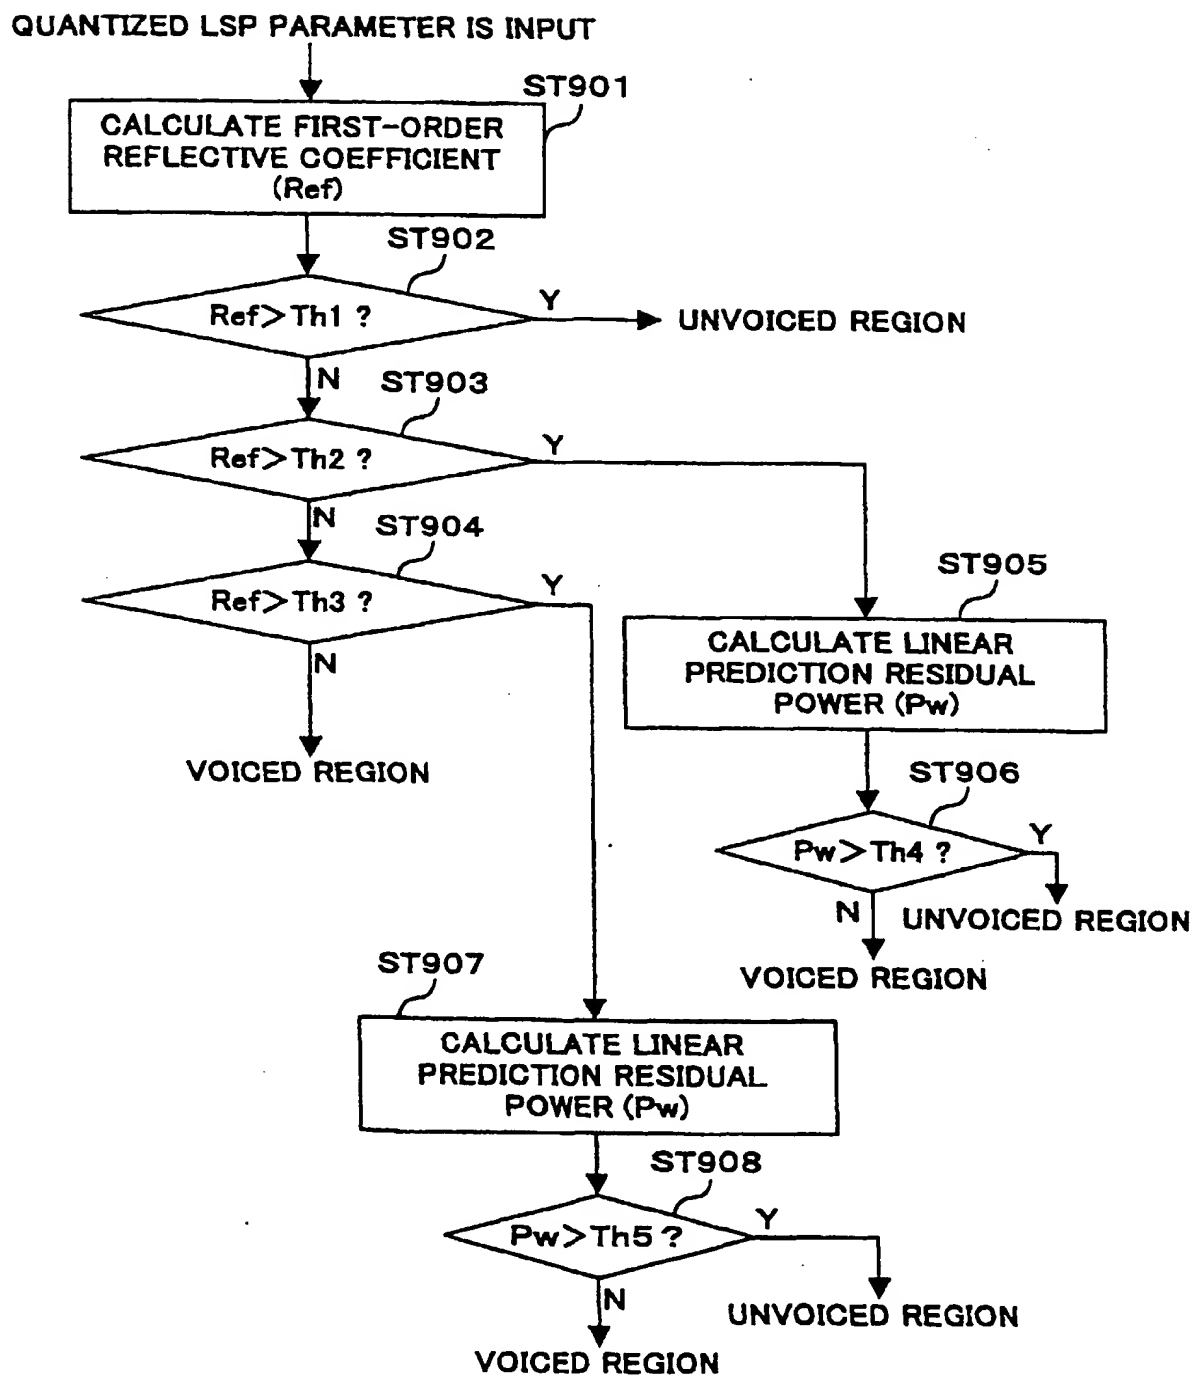 QUANTIZED LSP PARAMETER IS INPUT
ST901
CALCULATE FIRST-ORDER
REFLECTIVE COEFFICIENT
(Ref)
ST902
Ref>Th1 ?
Y
UNVOICED REGION
N
ST903
Ref>Th2 ?
Y
N
ST904
Ref>Th3 ?
Y
N
VOICED REGION
ST905
CALCULATE LINEAR
PREDICTION RESIDUAL
POWER (Pw)
ST906
Pw>Th4 ?
Y
UNVOICED REGION
N
VOICED REGION
ST907
CALCULATE LINEAR
PREDICTION RESIDUAL
POWER (Pw)
ST908
Pw>Th5 ?
Y
UNVOICED REGION
N
VOICED REGION